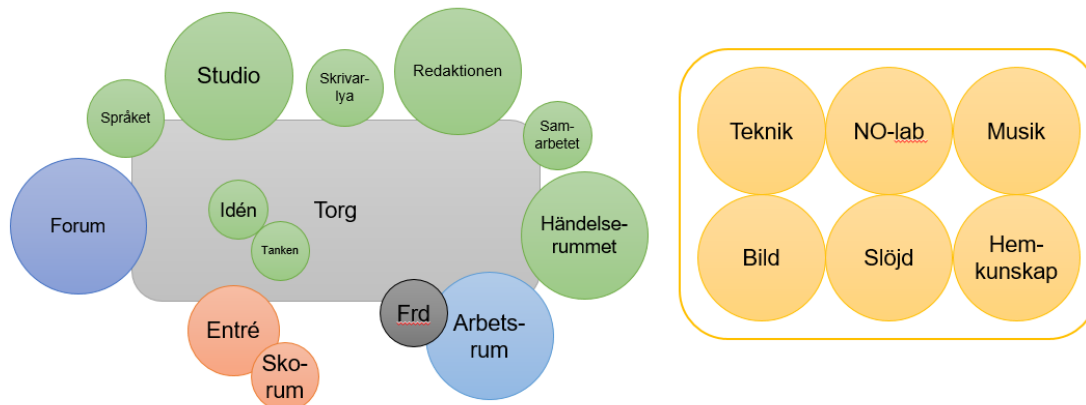 Studio
Redaktionen
Skrivar-
lya
Språket
Sam-
arbetet
Forum
Idén
Tanken
Torg
Händelse-
rummet
Entré
Sko-
rum
Frd
Arbets-
rum
Teknik
NO-lab
Musik
Bild
Slöjd
Hem-
kunskap